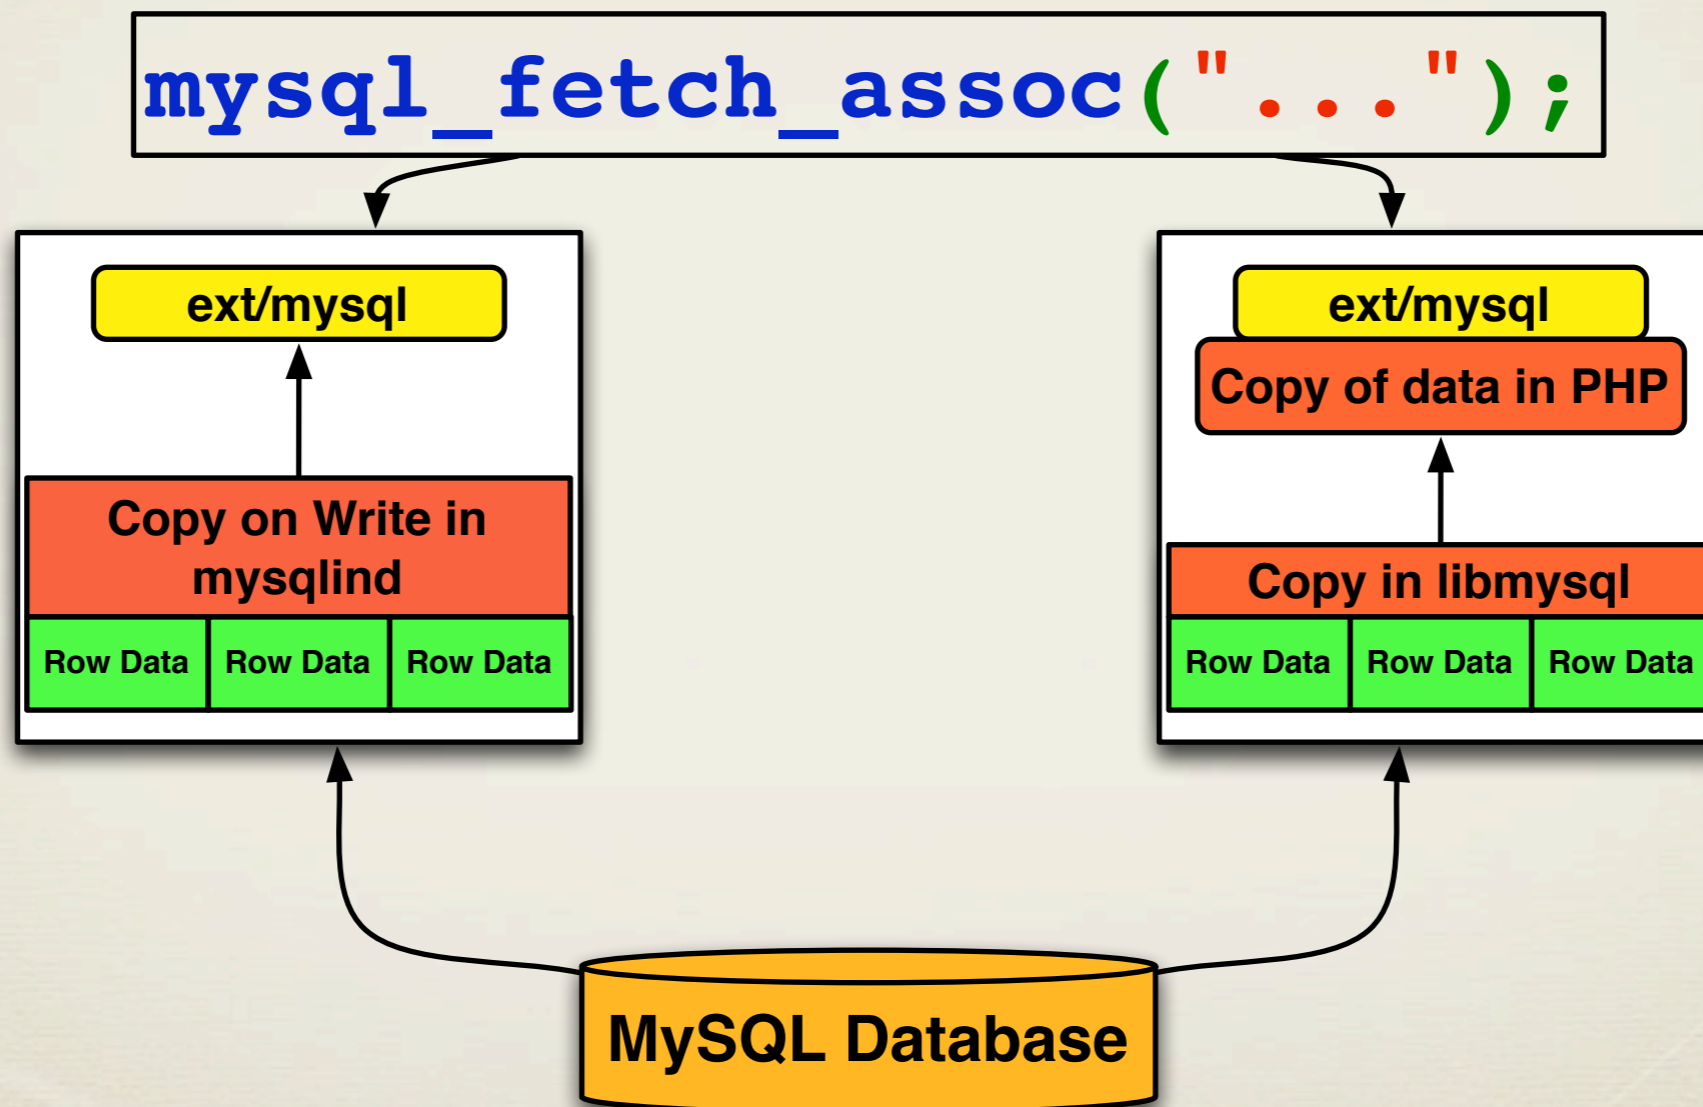 mysql_fetch_assoc("...");
ext/mysql
Copy on Write in
mysqlind
Row Data Row Data Row Data
ext/mysql
Copy of data in PHP
Copy in libmysql
Row Data Row Data Row Data
MySQL Database